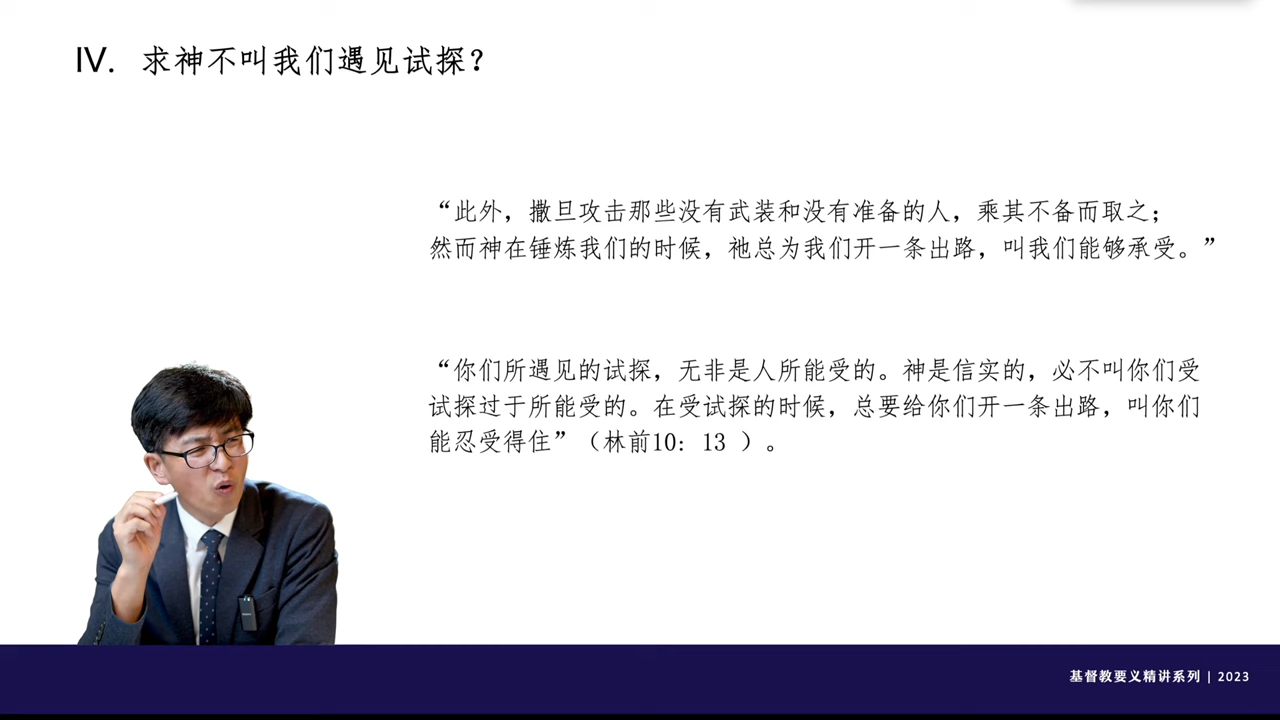 IV. 求神不叫我们遇见试探？
“此外，撒旦攻击那些没有武装和没有准备的人，乘其不备而取之；
然而神在锤炼我们的时候，祂总为我们开一条出路，叫我们能够承受。”
“你们所遇见的试探，无非是人所能受的。神是信实的，必不叫你们受
试探过于所能受的。在受试探的时候，总要给你们开一条出路，叫你们
能忍受得住”（林前10：13 ）。
基督教要义精讲系列 | 2023